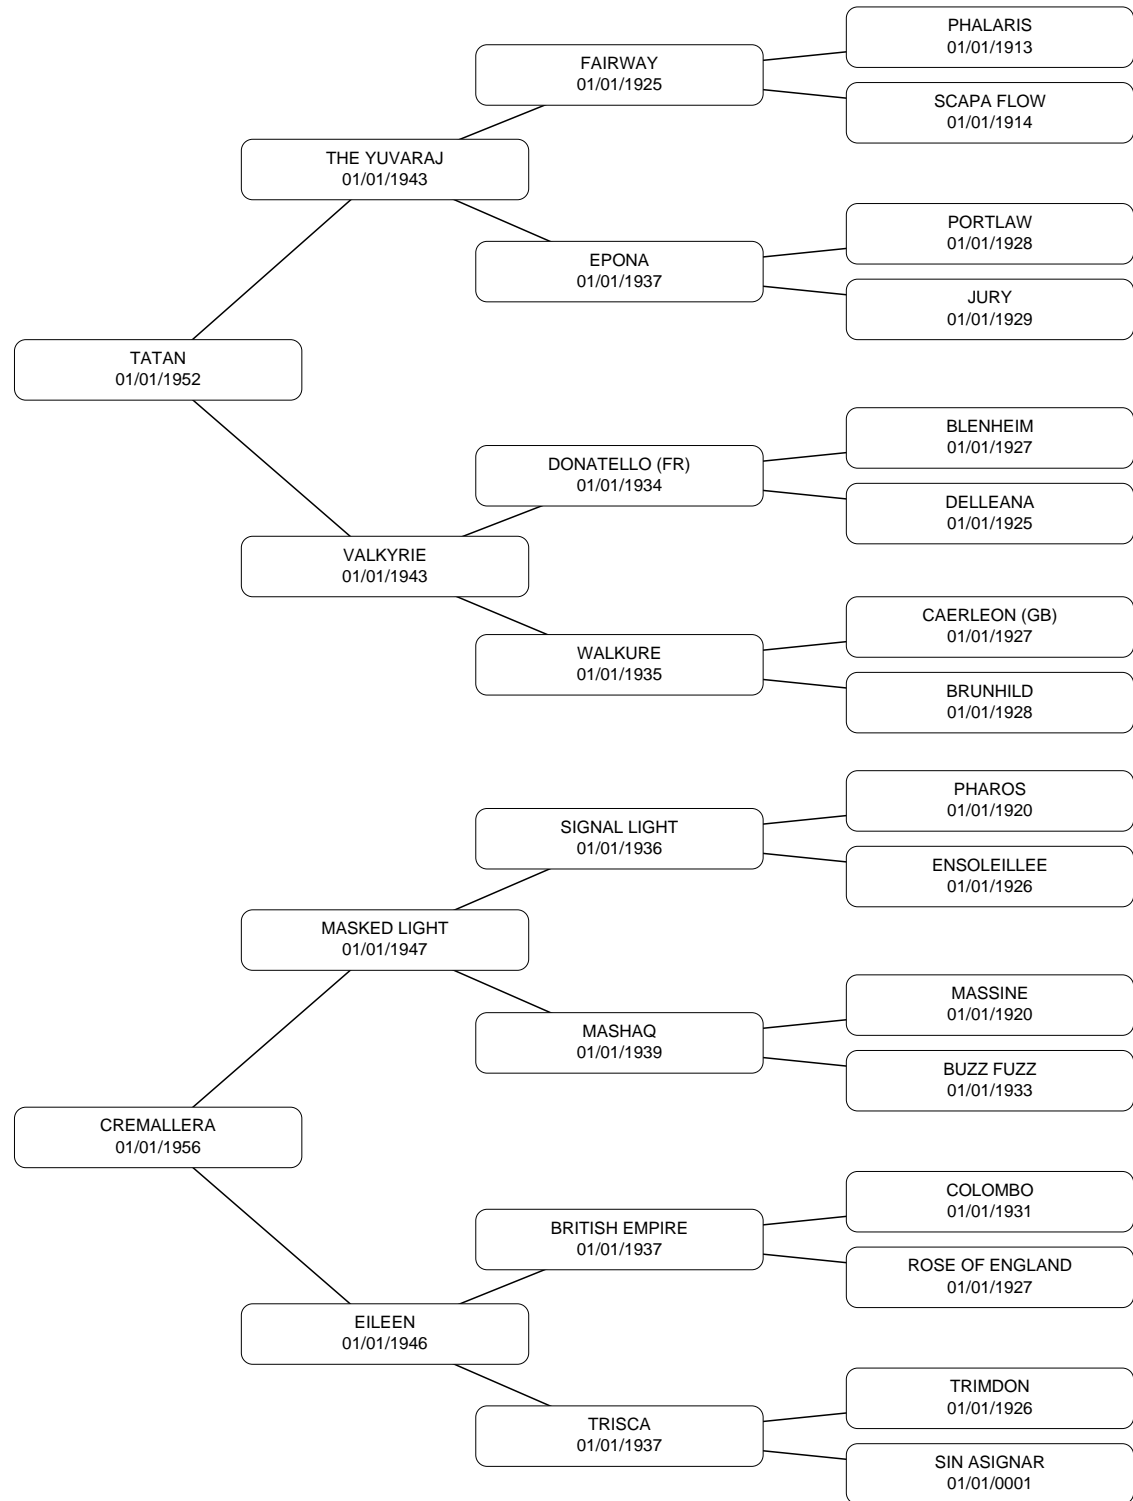 PHALARIS
01/01/1913
FAIRWAY
01/01/1925
SCAPA FLOW
01/01/1914
THE YUVARAJ
01/01/1943
PORTLAW
01/01/1928
EPONA
01/01/1937
JURY
01/01/1929
TATAN
01/01/1952
BLENHEIM
01/01/1927
DONATELLO (FR)
01/01/1934
DELLEANA
01/01/1925
VALKYRIE
01/01/1943
CAERLEON (GB)
01/01/1927
WALKURE
01/01/1935
BRUNHILD
01/01/1928
PHAROS
01/01/1920
SIGNAL LIGHT
01/01/1936
ENSOLEILLEE
01/01/1926
MASKED LIGHT
01/01/1947
MASSINE
01/01/1920
MASHAQ
01/01/1939
BUZZ FUZZ
01/01/1933
CREMALLERA
01/01/1956
COLOMBO
01/01/1931
BRITISH EMPIRE
01/01/1937
ROSE OF ENGLAND
01/01/1927
EILEEN
01/01/1946
TRIMDON
01/01/1926
TRISCA
01/01/1937
SIN ASIGNAR
01/01/0001